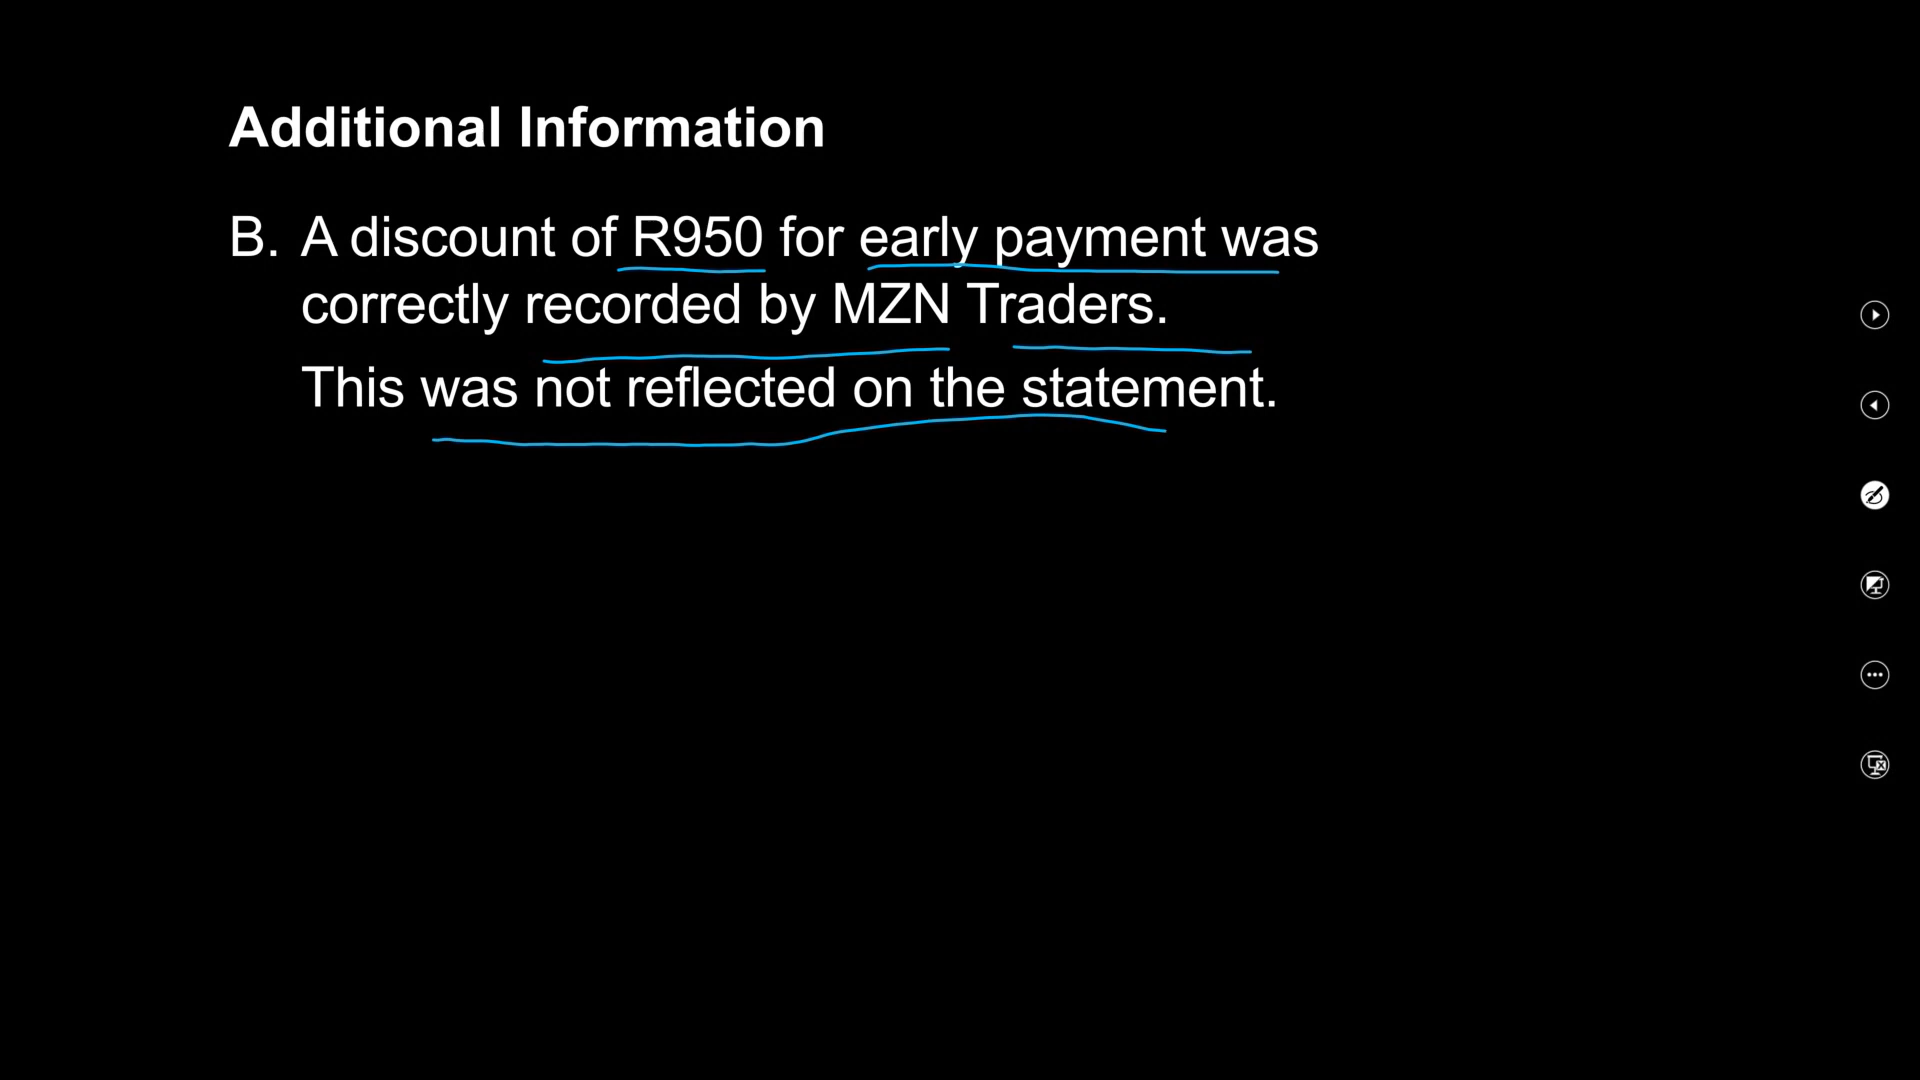 Additional Information
B. A discount of R950 for early payment was
correctly recorded by MZN Traders.
This was not reflected on the statement.